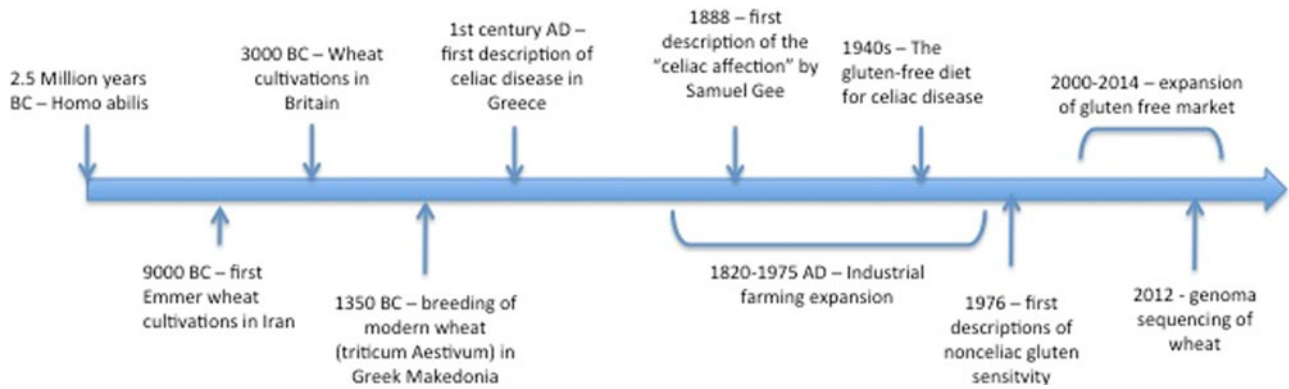 2.5 Million years
BC – Homo abilis
3000 BC – Wheat
cultivations in
Britain
1st century AD –
first description of
celiac disease in
Greece
1888 – first
description of the
"celiac affection" by
Samuel Gee
1940s – The
gluten-free diet
for celiac disease
2000-2014 – expansion
of gluten free market
9000 BC – first
Emmer wheat
cultivations in Iran
1350 BC – breeding of
modern wheat
(triticum Aestivum) in
Greek Makedonia
1820-1975 AD – Industrial
farming expansion
1976 – first
descriptions of
nonceliac gluten
sensitvity
2012 - genoma
sequencing of
wheat